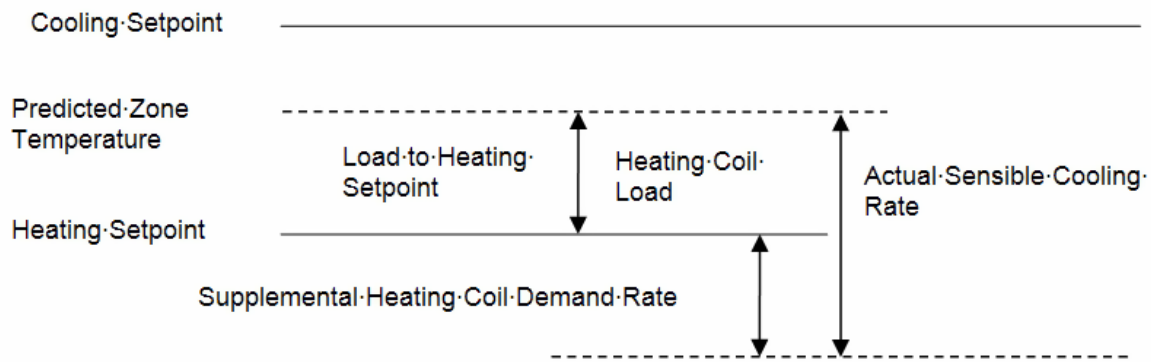 Cooling·Setpoint
Predicted·Zone
Temperature
Load·to·Heating·
Setpoint
Heating·Coil·
Load
Actual·Sensible·Cooling·
Rate
Heating·Setpoint
Supplemental·Heating·Coil·Demand·Rate